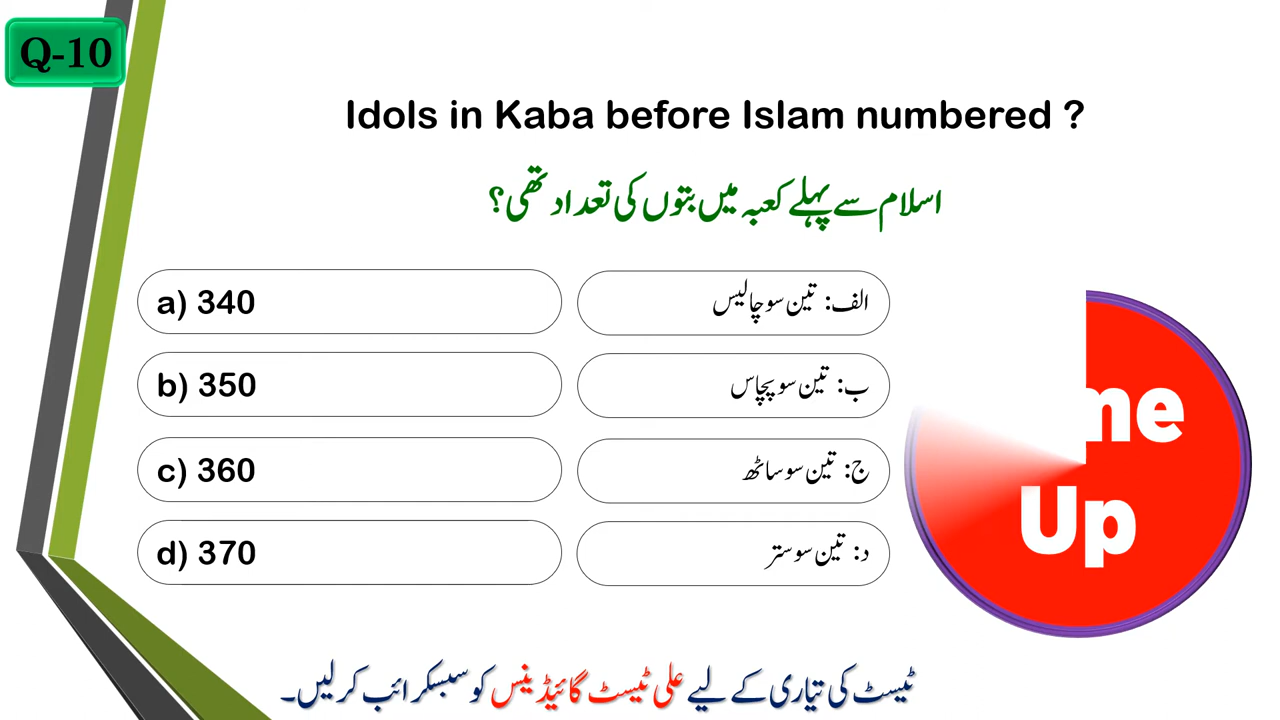 Q-10
Idols in Kaba before Islam numbered ?
اسلام سے پہلے کعبہ میں بتوں کی تعداد تھی؟
a) 340
الف: تین سو چالیس
b) 350
ب: تین سو پچاس
c) 360
ج: تین سو ساٹھ
d) 370
د: تین سو ستر
me
Up
ٹیسٹ کی تیاری کے لیے علی ٹیسٹ گائیڈینس کو سبسکرائب کر لیں۔